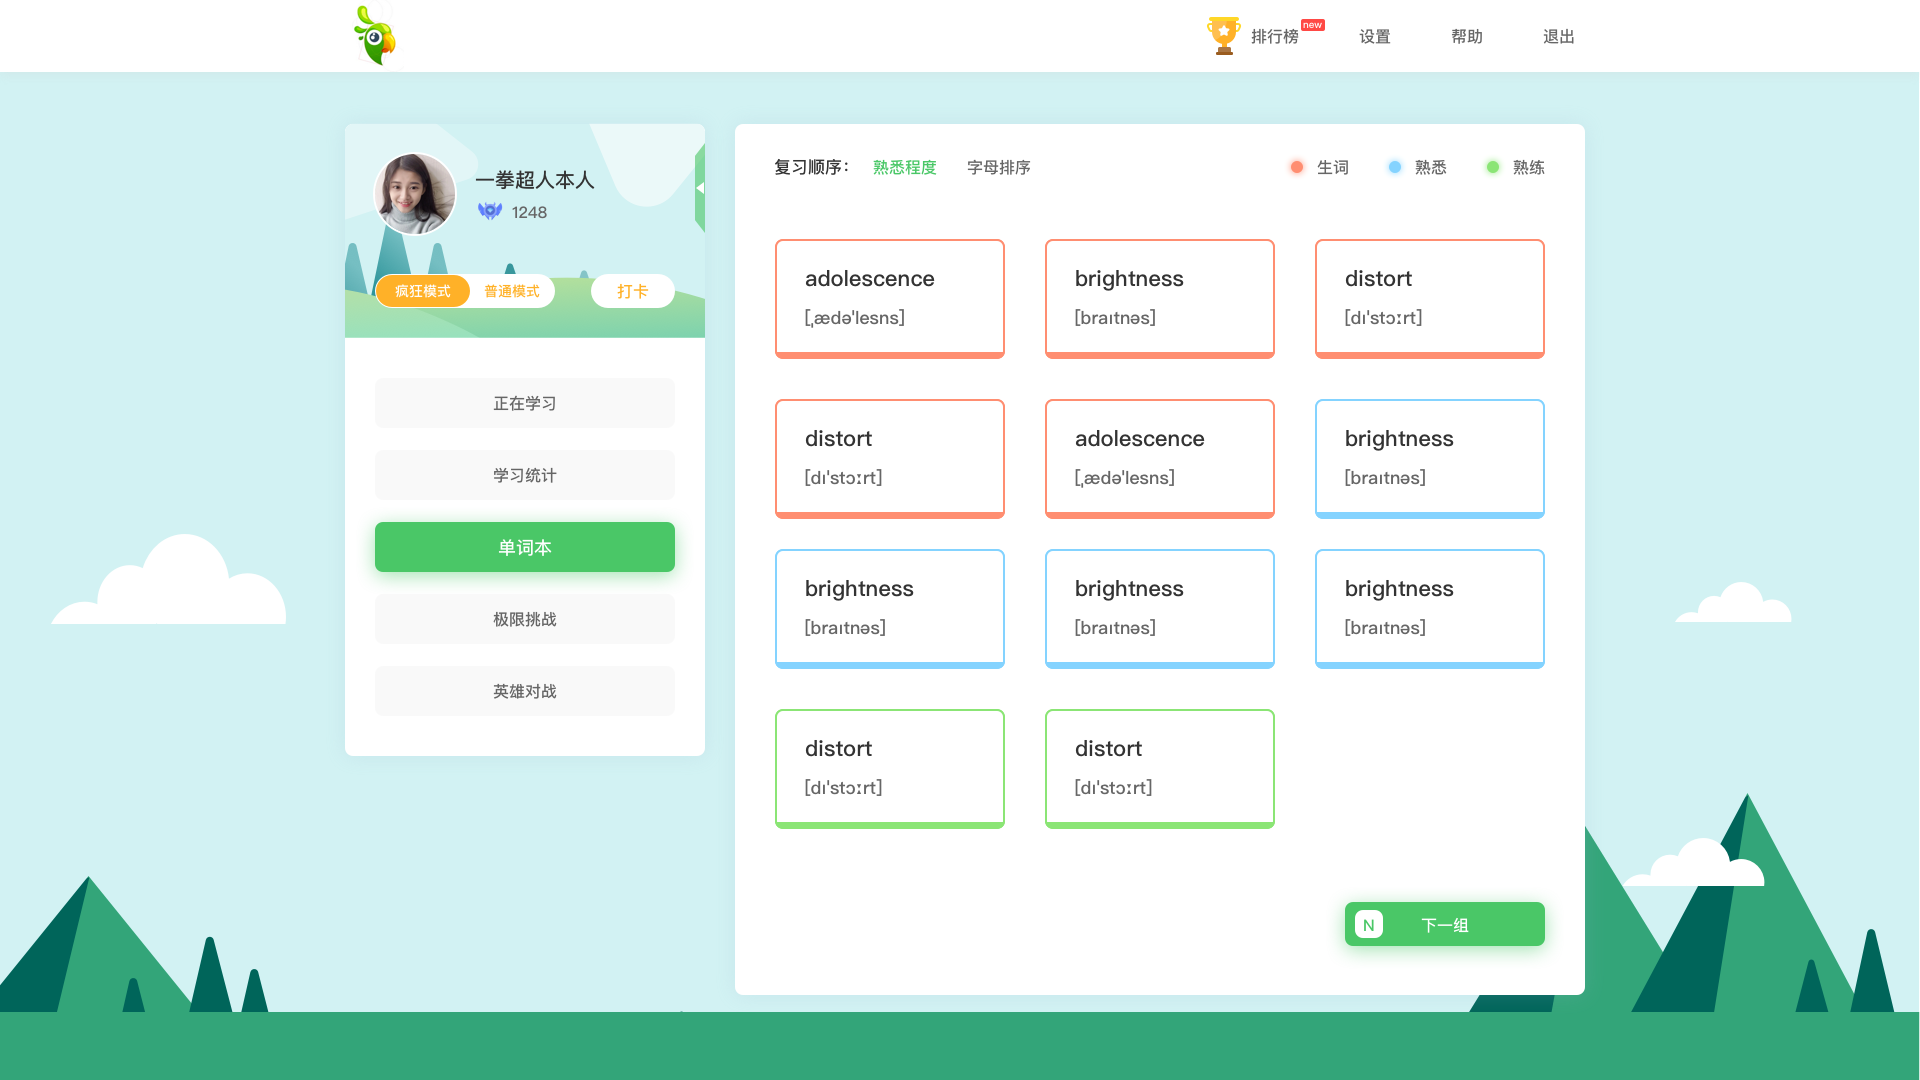 排行榜 new 设置 帮助 退出
一拳超人本人
1248
疯狂模式 普通模式 打卡
正在学习
学习统计
单词本
极限挑战
英雄对战
复习顺序： 熟悉程度 字母排序 生词 熟悉 熟练
adolescence
[ˌædə'lesns]
brightness
[braɪtnəs]
distort
[dɪ'stɔːrt]
distort
[dɪ'stɔːrt]
adolescence
[ˌædə'lesns]
brightness
[braɪtnəs]
brightness
[braɪtnəs]
brightness
[braɪtnəs]
brightness
[braɪtnəs]
distort
[dɪ'stɔːrt]
distort
[dɪ'stɔːrt]
N 下一组